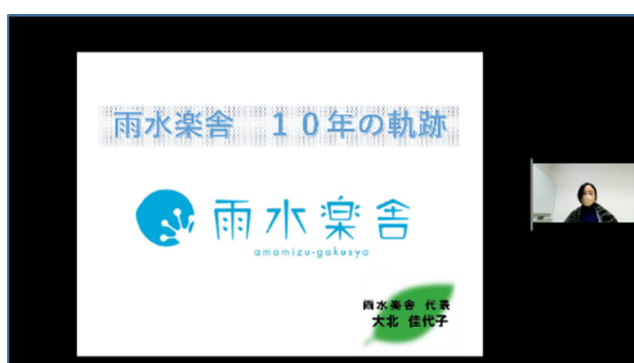 雨水楽舎　１０年の軌跡
雨水楽舎
amamizu-gakusya
雨水楽舎 代表
大北 佳代子